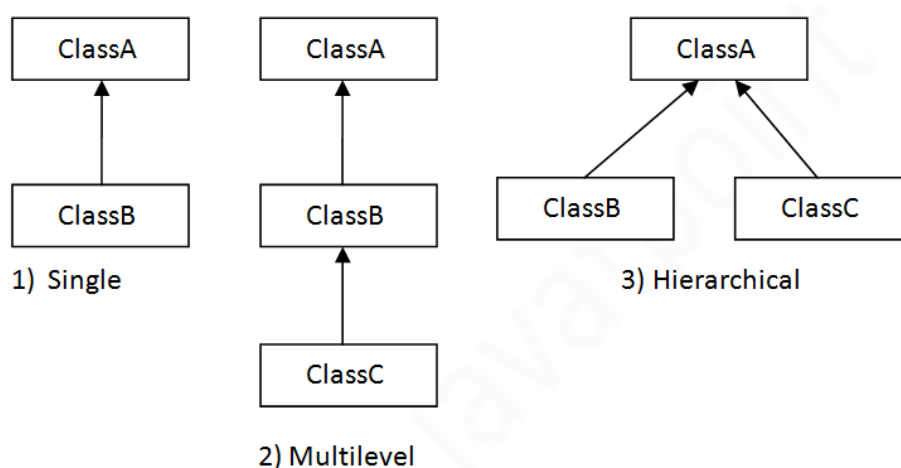 ClassA
ClassB
1) Single
ClassA
ClassB
ClassC
2) Multilevel
ClassA
ClassB
ClassC
3) Hierarchical